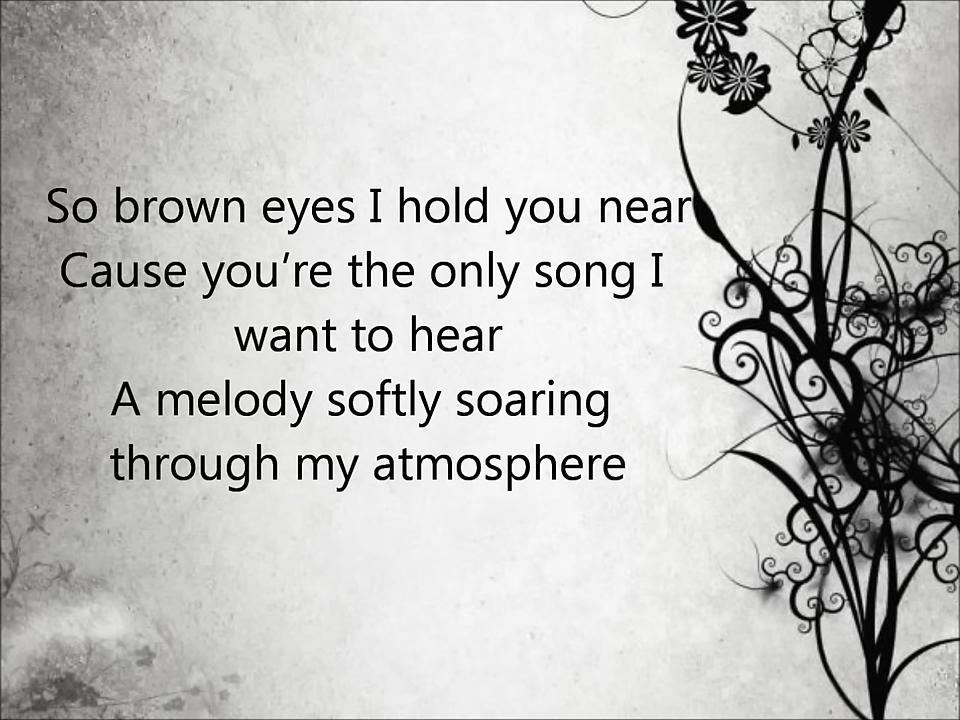 So brown eyes I hold you near
Cause you’re the only song I
want to hear
A melody softly soaring
through my atmosphere